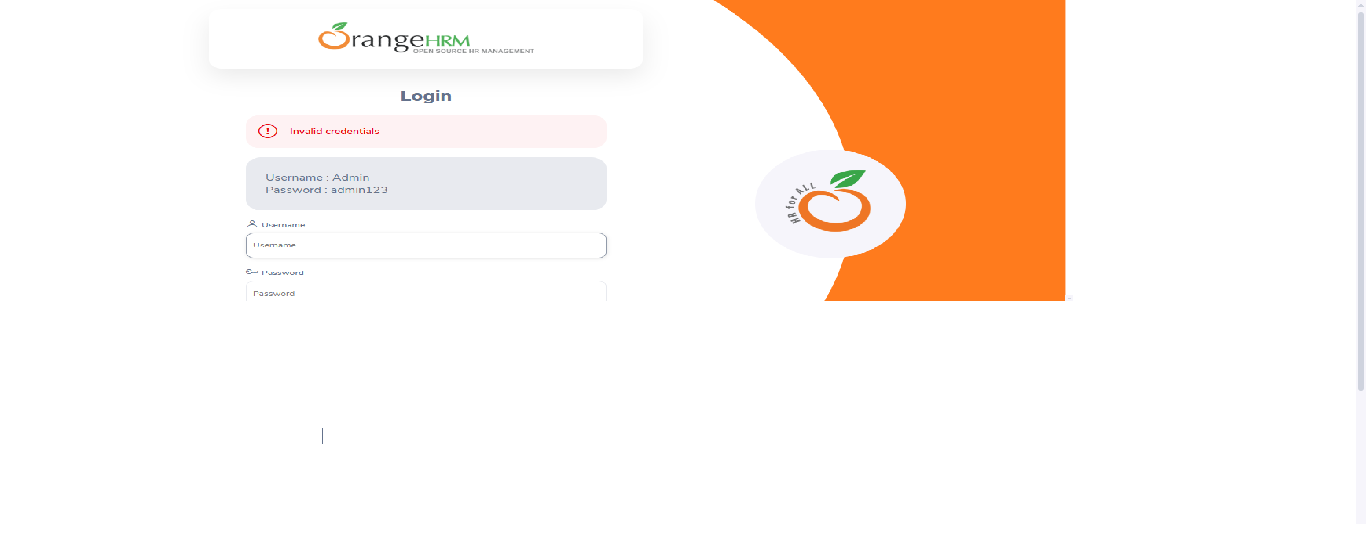 OrangeHRM
OPEN SOURCE HR MANAGEMENT
Login
Invalid credentials
Username : Admin
Password : admin123
Username
Username
Password
Password
HR for ALL